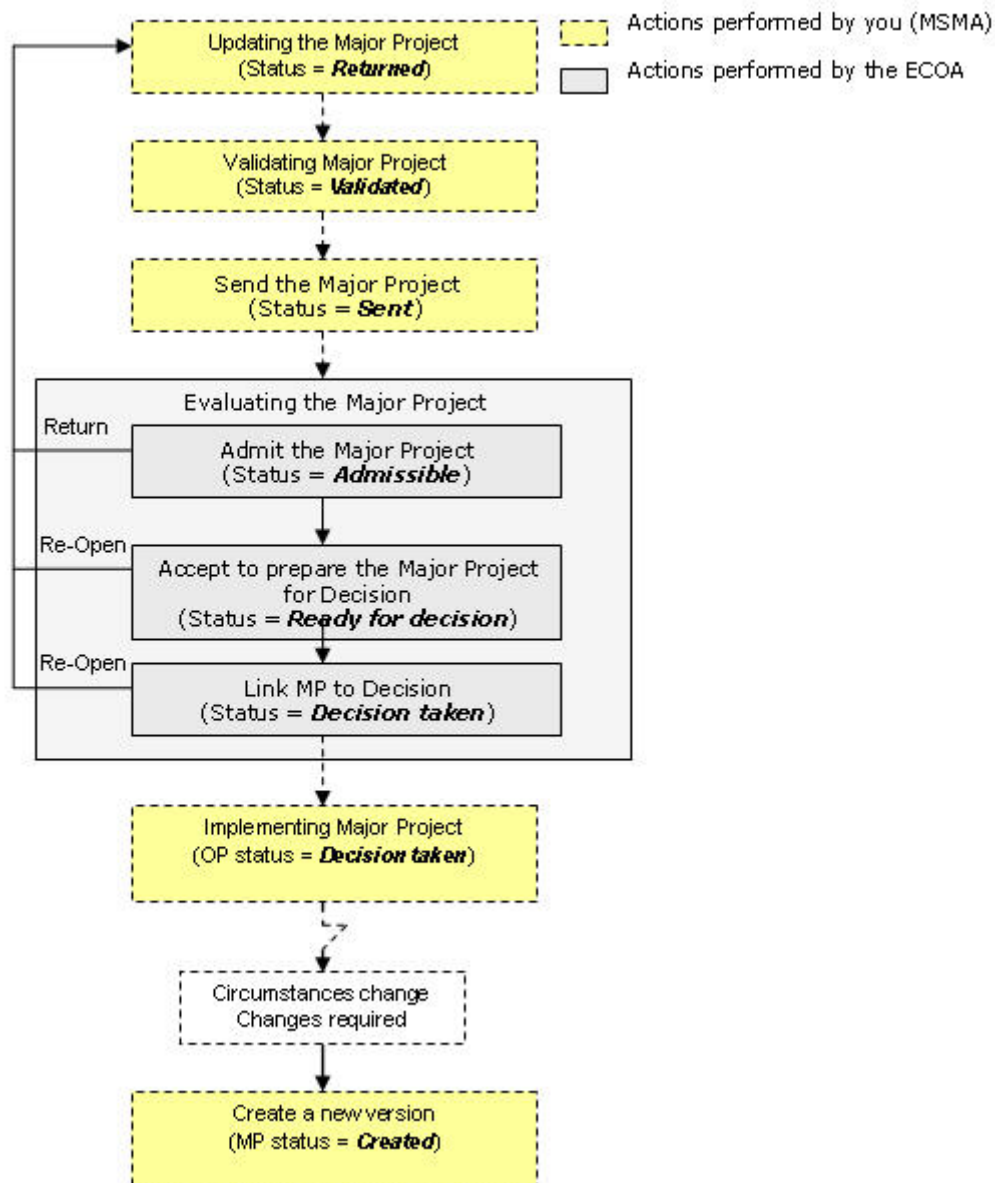 Actions performed by you (MSMA)
Actions performed by the ECOA
Updating the Major Project
(Status = Returned)
Validating Major Project
(Status = Validated)
Send the Major Project
(Status = Sent)
Evaluating the Major Project
Return
Admit the Major Project
(Status = Admissible)
Re-Open
Accept to prepare the Major Project
for Decision
(Status = Ready for decision)
Re-Open
Link MP to Decision
(Status = Decision taken)
Implementing Major Project
(OP status = Decision taken)
Circumstances change
Changes required
Create a new version
(MP status = Created)